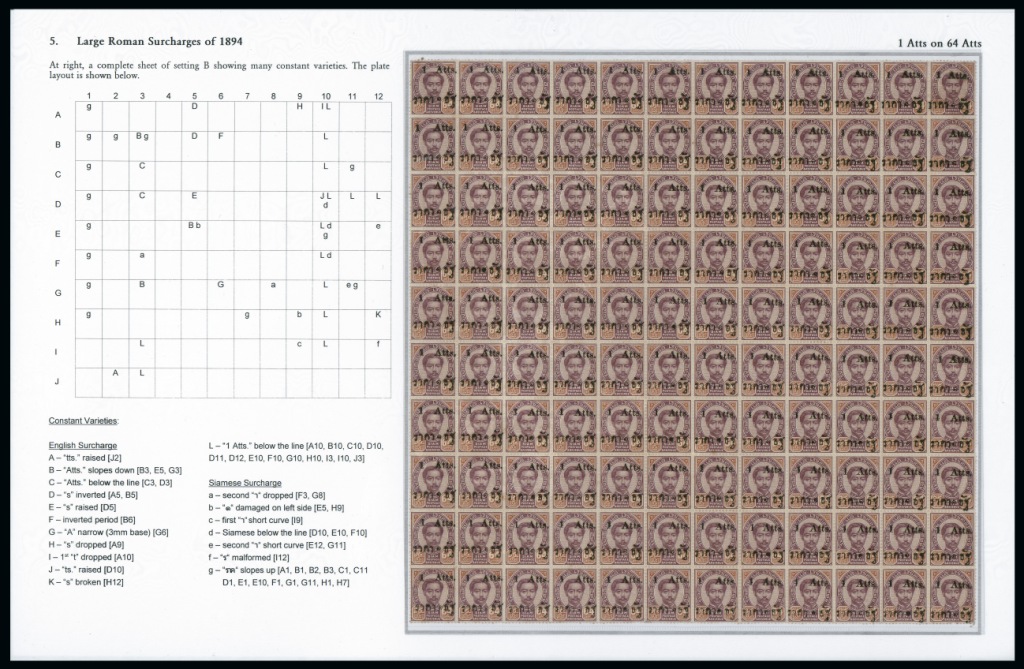 5. Large Roman Surcharges of 1894
1 Atts on 64 Atts
At right, a complete sheet of setting B showing many constant varieties. The plate
layout is shown below.
1 2 3 4 5 6 7 8 9 10 11 12
A g D H I L
B g g B g D F L
C g C L g
D g C E J L L L
d
E g B b L d e
g
F g a L d
G g B G a L e g
H g g b L K
I L c L f
J A L
Constant Varieties:
English Surcharge
A – "tts." raised [J2]
B – "Atts." slopes down [B3, E5, G3]
C – "Atts." below the line [C3, D3]
D – "s" inverted [A5, B5]
E – "s" raised [D5]
F – inverted period [B6]
G – "A" narrow (3mm base) [G6]
H – "s" dropped [A9]
I – 1st "t" dropped [A10]
J – "ts." raised [D10]
K – "s" broken [H12]
L – "1 Atts." below the line [A10, B10, C10, D10,
D11, D12, E10, F10, G10, H10, I3, I10, J3]
Siamese Surcharge
a – second "า" dropped [F3, G8]
b – "๑" damaged on left side [E5, H9]
c – first "า" short curve [I9]
d – Siamese below the line [D10, E10, F10]
e – second "า" short curve [E12, G11]
f – malformed [I12]
g – slopes up [A1, B1, B2, B3, C1, C11
D1, E1, E10, F1, G1, G11, H1, H7]
1 Atts.